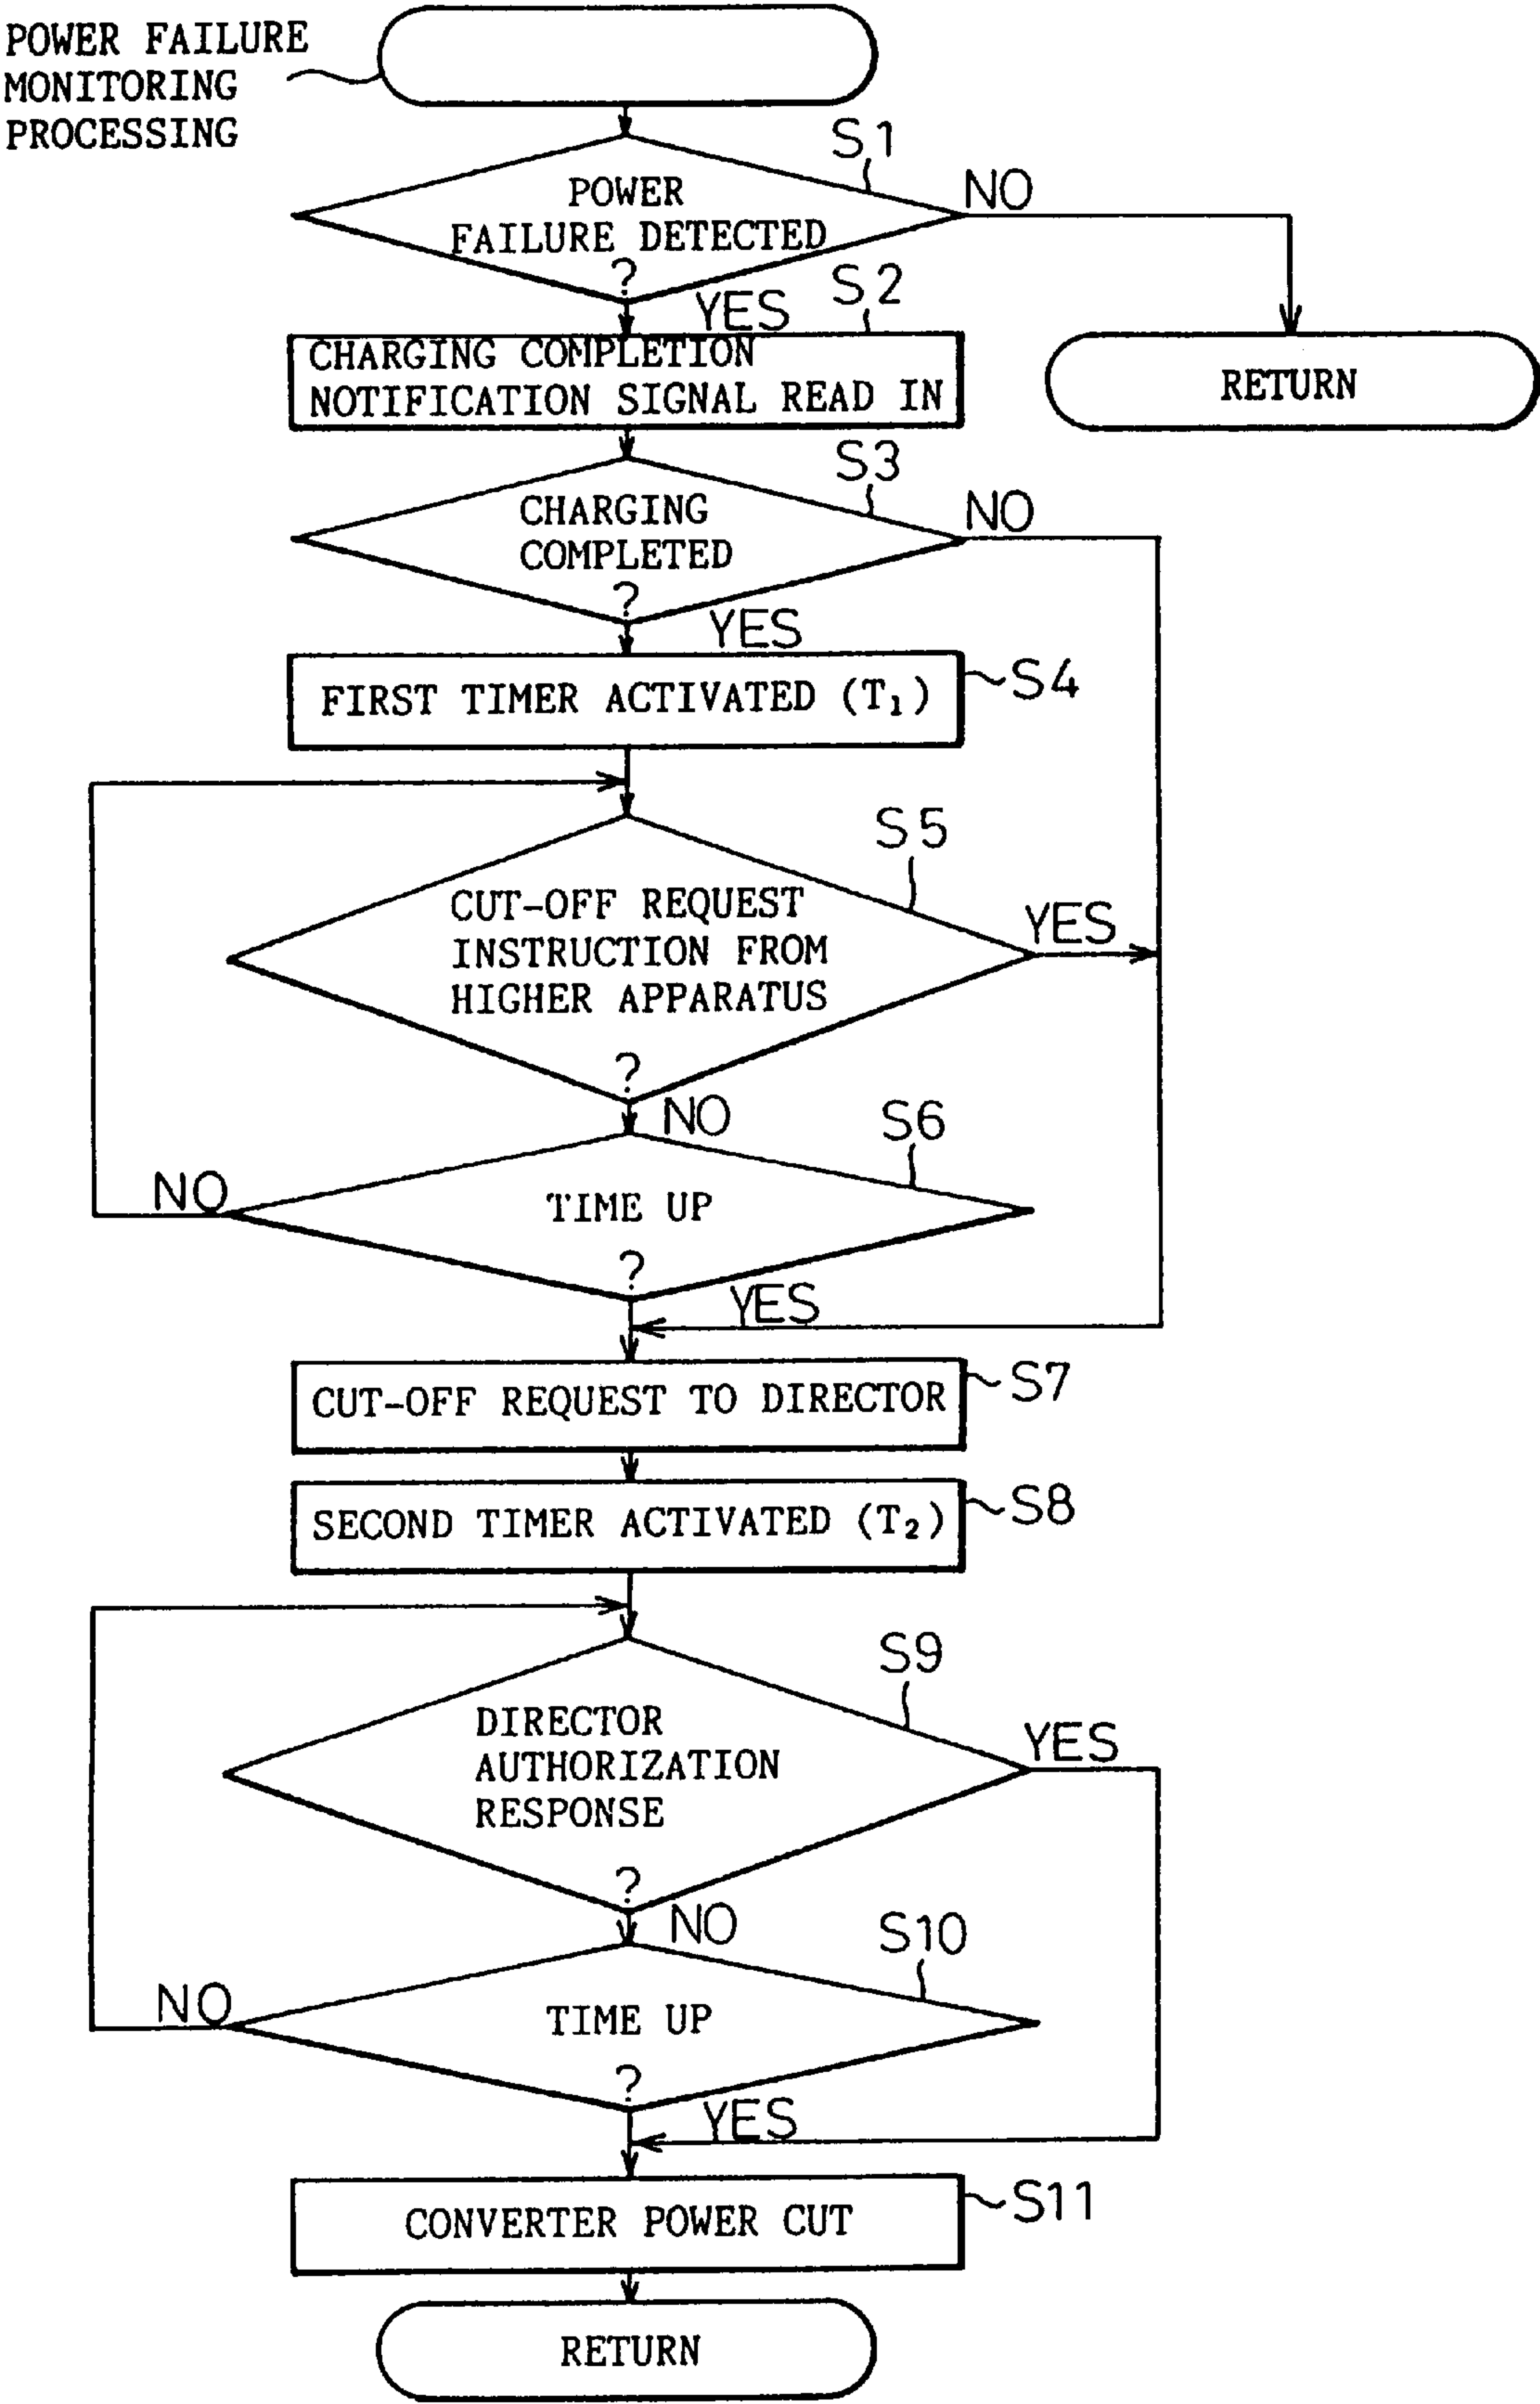 POWER FAILURE
MONITORING
PROCESSING
S1
POWER
FAILURE DETECTED
?
NO
YES
S2
CHARGING COMPLETION
NOTIFICATION SIGNAL READ IN
RETURN
S3
CHARGING
COMPLETED
?
NO
YES
FIRST TIMER ACTIVATED (T₁)
S4
S5
CUT-OFF REQUEST
INSTRUCTION FROM
HIGHER APPARATUS
?
YES
NO
S6
TIME UP
?
NO
YES
CUT-OFF REQUEST TO DIRECTOR
S7
SECOND TIMER ACTIVATED (T₂)
S8
S9
DIRECTOR
AUTHORIZATION
RESPONSE
?
YES
NO
S10
TIME UP
?
NO
YES
CONVERTER POWER CUT
S11
RETURN